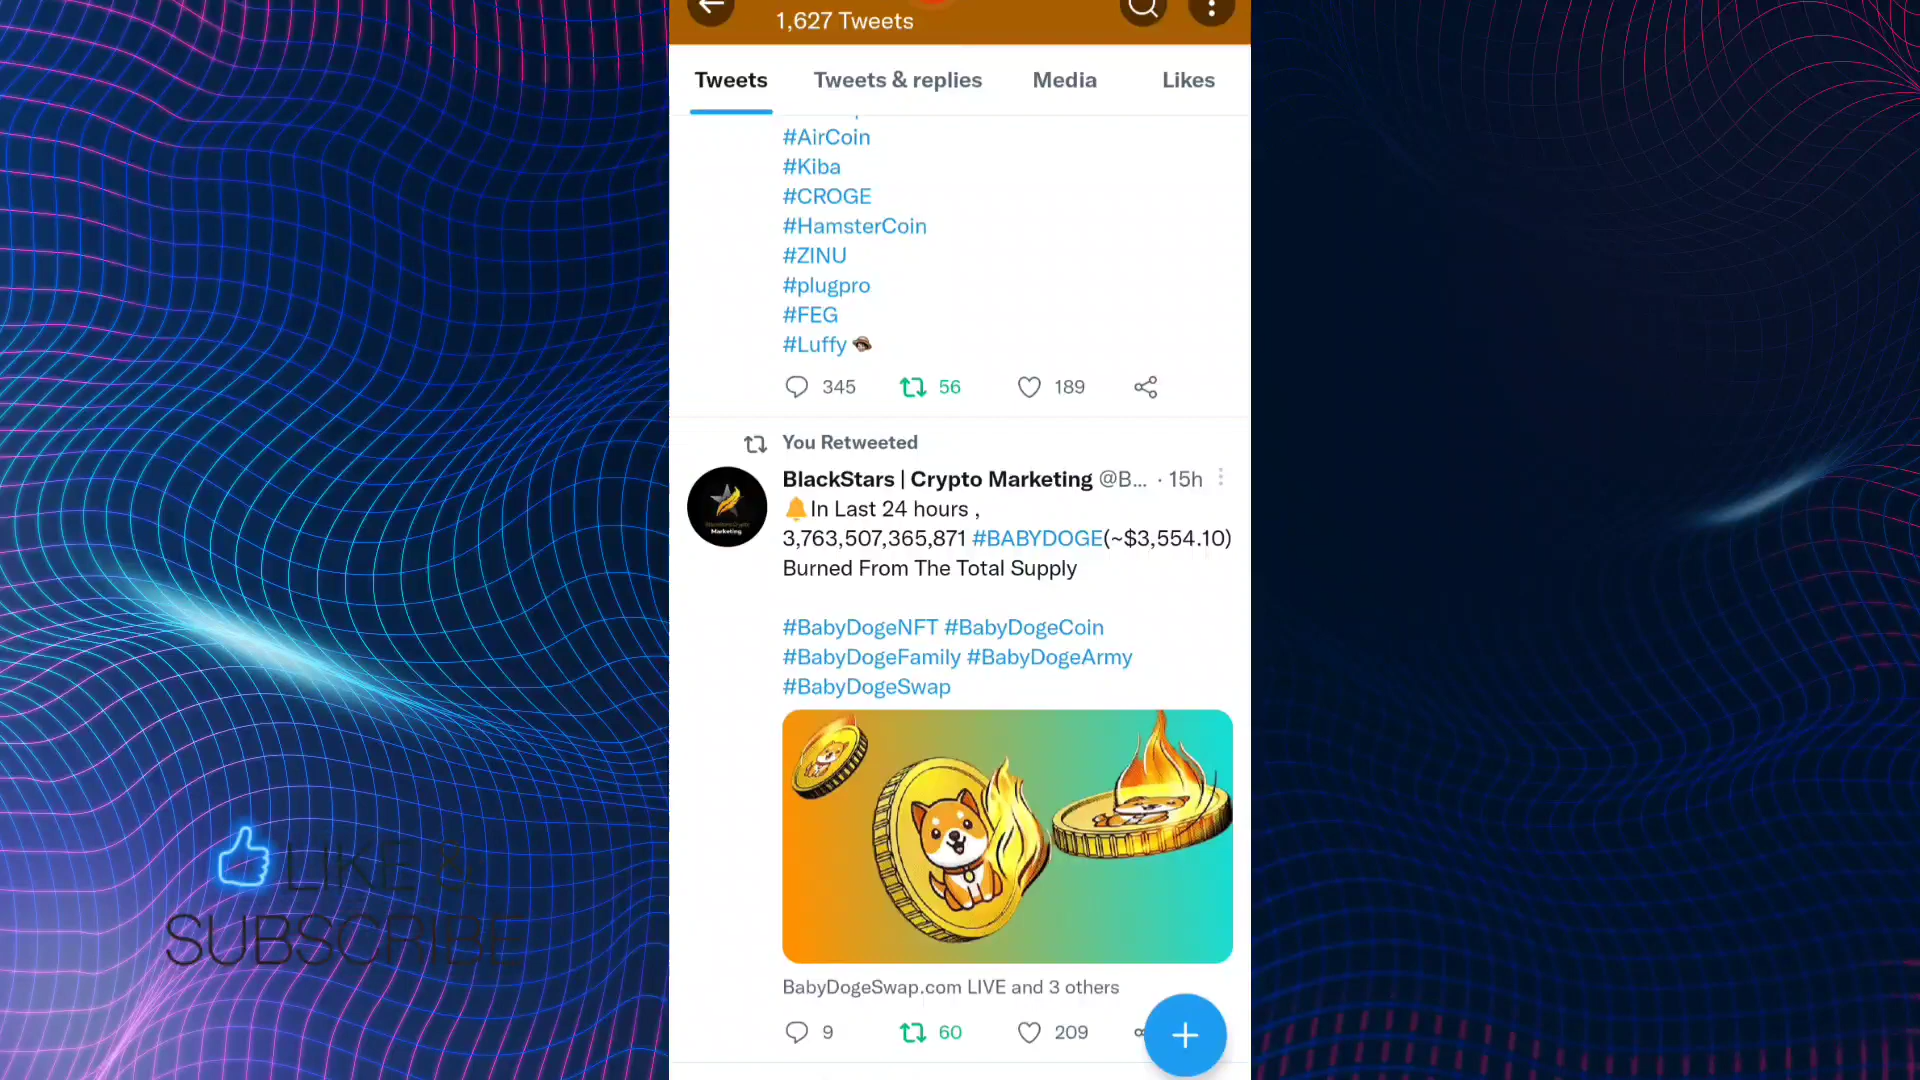 1,627 Tweets
Tweets Tweets & replies Media Likes
#AirCoin
#Kiba
#CROGE
#HamsterCoin
#ZINU
#plugpro
#FEG
#Luffy
345 56 189
You Retweeted
BlackStars | Crypto Marketing @B... · 15h
In Last 24 hours ,
3,763,507,365,871 #BABYDOGE(~$3,554.10)
Burned From The Total Supply
#BabyDogeNFT #BabyDogeCoin
#BabyDogeFamily #BabyDogeArmy
#BabyDogeSwap
BabyDogeSwap.com LIVE and 3 others
9 60 209
LIKE &
SUBSCRIBE